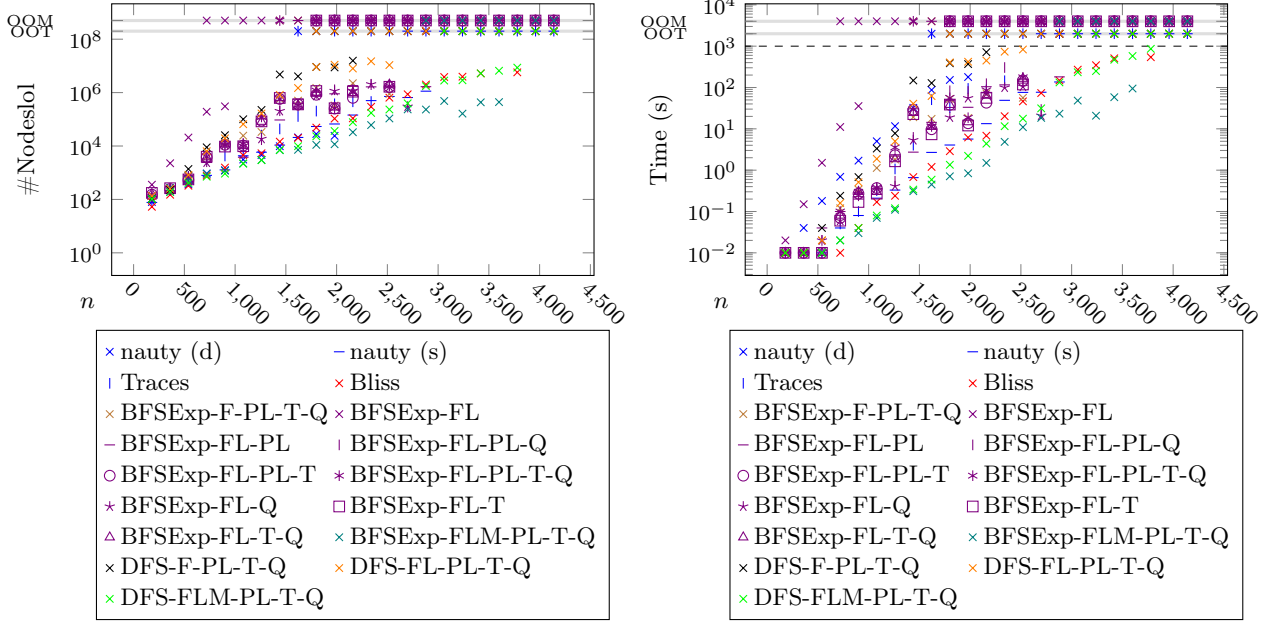 OOM
OOT
10^8
10^6
10^4
10^2
10^0
#Nodeslol
n
0
500
1,000
1,500
2,000
2,500
3,000
3,500
4,000
4,500
nauty (d)
nauty (s)
Traces
Bliss
BFSExp-F-PL-T-Q
BFSExp-FL
BFSExp-FL-PL
BFSExp-FL-PL-Q
BFSExp-FL-PL-T
BFSExp-FL-PL-T-Q
BFSExp-FL-Q
BFSExp-FL-T
BFSExp-FL-T-Q
BFSExp-FLM-PL-T-Q
DFS-F-PL-T-Q
DFS-FL-PL-T-Q
DFS-FLM-PL-T-Q
10^4
OOM
OOT
10^3
10^2
10^1
10^0
10^−1
10^−2
Time (s)
n
0
500
1,000
1,500
2,000
2,500
3,000
3,500
4,000
4,500
nauty (d)
nauty (s)
Traces
Bliss
BFSExp-F-PL-T-Q
BFSExp-FL
BFSExp-FL-PL
BFSExp-FL-PL-Q
BFSExp-FL-PL-T
BFSExp-FL-PL-T-Q
BFSExp-FL-Q
BFSExp-FL-T
BFSExp-FL-T-Q
BFSExp-FLM-PL-T-Q
DFS-F-PL-T-Q
DFS-FL-PL-T-Q
DFS-FLM-PL-T-Q